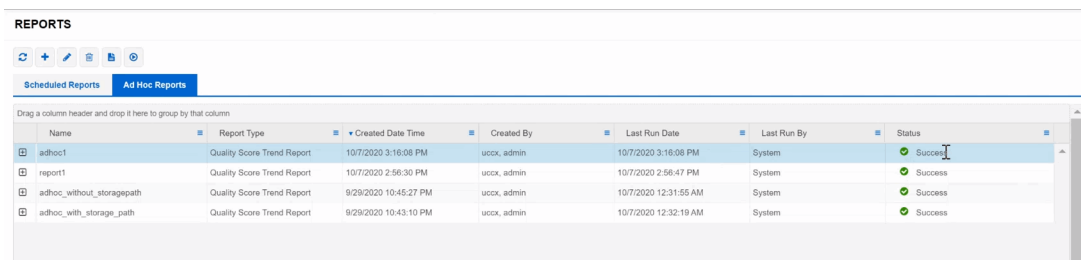 REPORTS
Scheduled Reports Ad Hoc Reports
Drag a column header and drop it here to group by that column
Name Report Type Created Date Time Created By Last Run Date Last Run By Status
adhoc1 Quality Score Trend Report 10/7/2020 3:16:08 PM uccx, admin 10/7/2020 3:16:08 PM System Success
report1 Quality Score Trend Report 10/7/2020 2:56:30 PM uccx, admin 10/7/2020 2:56:47 PM System Success
adhoc_without_storagepath Quality Score Trend Report 9/29/2020 10:45:27 PM uccx, admin 10/7/2020 12:31:55 AM System Success
adhoc_with_storage_path Quality Score Trend Report 9/29/2020 10:43:10 PM uccx, admin 10/7/2020 12:32:19 AM System Success